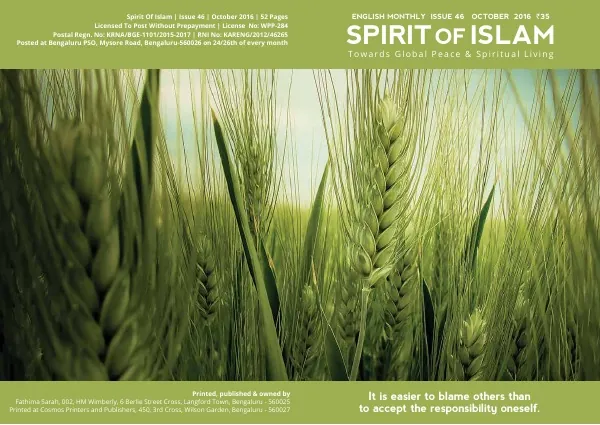 Spirit Of Islam | Issue 46 | October 2016 | 52 Pages
Licensed To Post Without Prepayment | License No: WPP-284
Postal Regn. No: KRNA/BGE-1101/2015-2017 | RNI No: KARENG/2012/46265
Posted at Bengaluru PSO, Mysore Road, Bengaluru-560026 on 24/26th of every month
ENGLISH MONTHLY ISSUE 46 OCTOBER 2016 ₹35
SPIRIT OF ISLAM
Towards Global Peace & Spiritual Living
Printed, published & owned by
Fathima Sarah, 002, HM Wimberly, 6 Berlie Street Cross, Langford Town, Bengaluru - 560025
Printed at Cosmos Printers and Publishers, 450, 3rd Cross, Wilson Garden, Bengaluru - 560027
It is easier to blame others than
to accept the responsibility oneself.